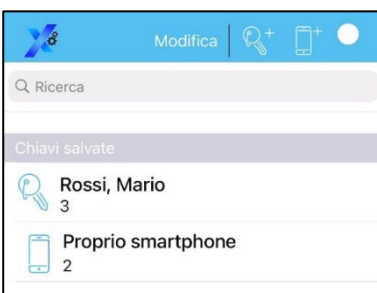 Modifica
Ricerca
Chiavi salvate
Rossi, Mario
3
Proprio smartphone
2